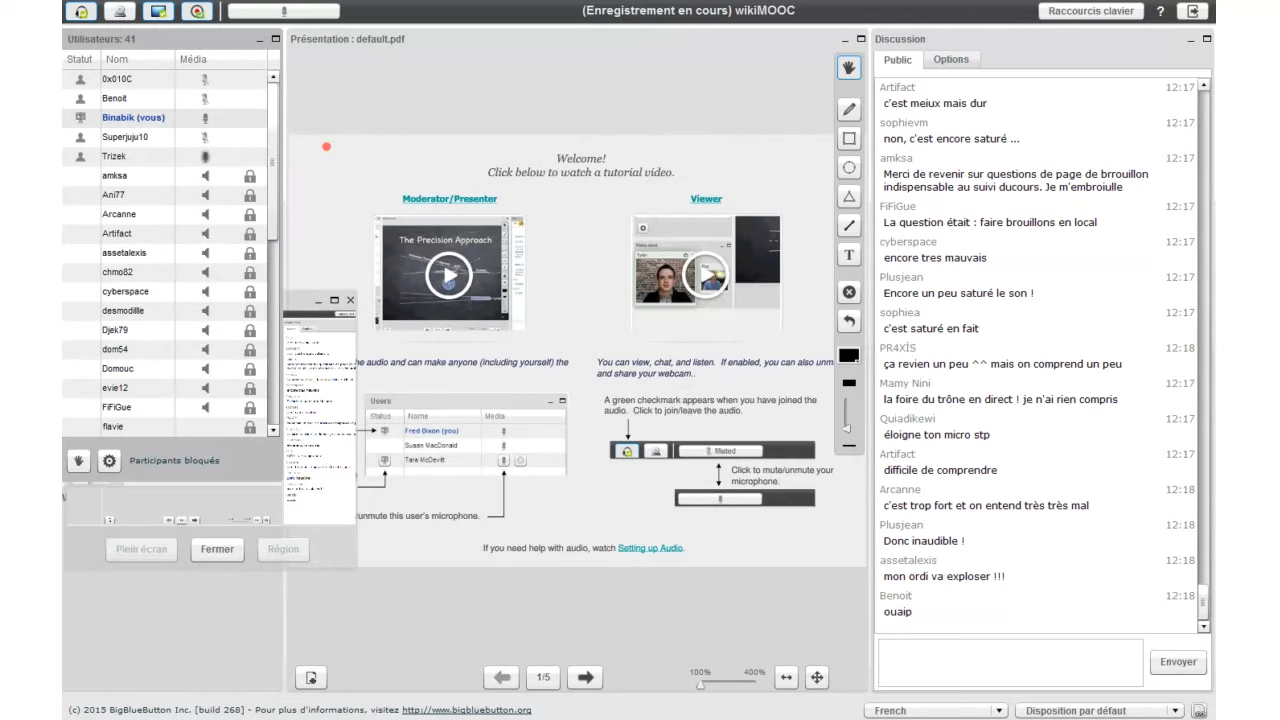 (Enregistrement en cours) wikiMOOC
Raccourcis clavier
?
Utilisateurs: 41
Statut Nom Média
0x010C
Benoit
Binabik (vous)
Superjuju10
Trizek
amksa
Ani77
Arcanne
Artifact
assetalexis
chmo82
cyberspace
desmodille
Djek79
dom54
Domouc
evie12
FiFiGue
flavie
Participants bloqués
Plein écran Fermer Région
Présentation : default.pdf
Welcome!
Click below to watch a tutorial video.
Moderator/Presenter Viewer
The Precision Approach
audio and can make anyone (including yourself) the
You can view, chat, and listen. If enabled, you can also unm
and share your webcam..
Users
Status Name Media
Fred Dixon (you)
Susan MacDonald
Tara McDevitt
unmute this user's microphone.
A green checkmark appears when you have joined the
audio. Click to join/leave the audio.
Muted
Click to mute/unmute your
microphone.
If you need help with audio, watch Setting up Audio.
T
1/5
100% 400%
Discussion
Public Options
Artifact 12:17
c'est meiux mais dur
sophievm 12:17
non, c'est encore saturé ...
amksa 12:17
Merci de revenir sur questions de page de brrouillon
indispensable au suivi ducours. Je m'embroiulle
FiFiGue 12:17
La question était : faire brouillons en local
cyberspace 12:17
encore tres mauvais
Plusjean 12:17
Encore un peu saturé le son !
sophiea 12:17
c'est saturé en fait
PR4XÏS 12:18
ça revien un peu ^^ mais on comprend un peu
Mamy Nini 12:18
la foire du trône en direct ! je n'ai rien compris
Quiadikewi 12:18
éloigne ton micro stp
Artifact 12:18
difficile de comprendre
Arcanne 12:18
c'est trop fort et on entend très très mal
Plusjean 12:18
Donc inaudible !
assetalexis 12:18
mon ordi va exploser !!!
Benoit 12:18
ouaip
Envoyer
(c) 2015 BigBlueButton Inc. [build 268] - Pour plus d'informations, visitez http://www.bigbluebutton.org
French
Disposition par défaut